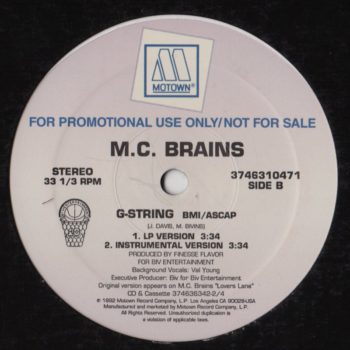 MOTOWN®
FOR PROMOTIONAL USE ONLY/NOT FOR SALE
M.C. BRAINS
STEREO
33 1/3 RPM
3746310471
SIDE B
G-STRING BMI/ASCAP
(J. DAVIS, M. BIVINS)
1. LP VERSION 3:34
2. INSTRUMENTAL VERSION 3:34
PRODUCED BY FINESSE FLAVOR
FOR BIV ENTERTAINMENT
Background Vocals: Val Young
Executive Producer: Biv for Biv Entertainment
Original version appears on M.C. Brains "Lovers Lane"
CD & Cassette 374636342-2/4
© 1992 Motown Record Company, L.P. Los Angeles CA 90028-USA
Manufactured and marketed by Motown Record Company, L.P.
All Rights Reserved. Unauthorized duplication is
a violation of applicable laws.